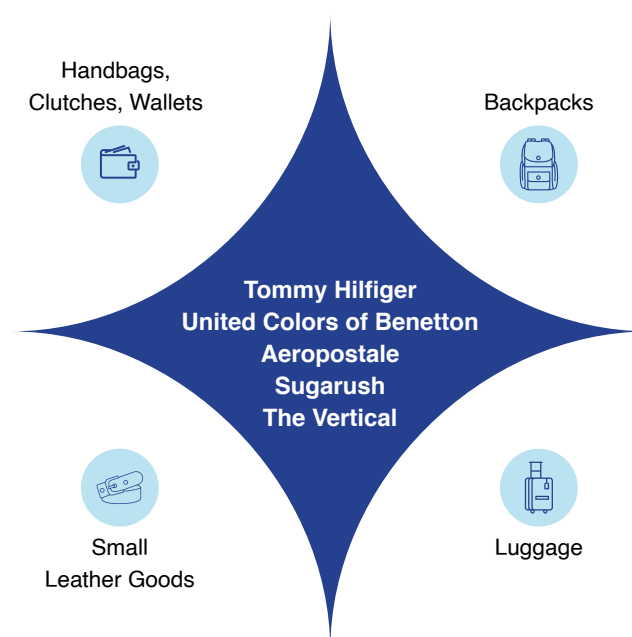 Handbags,
Clutches, Wallets
Backpacks
Tommy Hilfiger
United Colors of Benetton
Aeropostale
Sugarush
The Vertical
Small
Leather Goods
Luggage